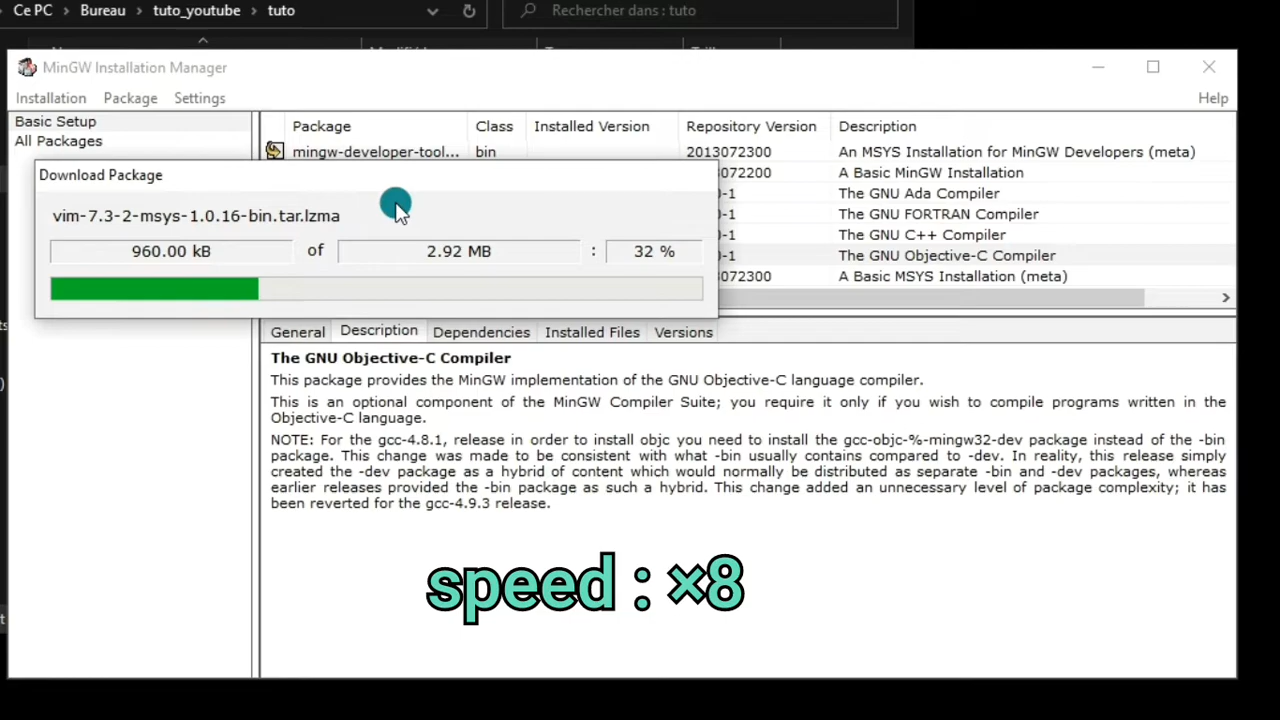 Ce PC > Bureau > tuto_youtube > tuto
Rechercher dans : tuto
MinGW Installation Manager
Installation Package Settings Help
Basic Setup
All Packages
Package Class Installed Version Repository Version Description
mingw-developer-tool... bin 2013072300 An MSYS Installation for MinGW Developers (meta)
072200 A Basic MinGW Installation
-1 The GNU Ada Compiler
-1 The GNU FORTRAN Compiler
-1 The GNU C++ Compiler
-1 The GNU Objective-C Compiler
072300 A Basic MSYS Installation (meta)
Download Package
vim-7.3-2-msys-1.0.16-bin.tar.lzma
960.00 kB of 2.92 MB : 32 %
General Description Dependencies Installed Files Versions
The GNU Objective-C Compiler
This package provides the MinGW implementation of the GNU Objective-C language compiler.
This is an optional component of the MinGW Compiler Suite; you require it only if you wish to compile programs written in the
Objective-C language.
NOTE: For the gcc-4.8.1, release in order to install objc you need to install the gcc-objc-%-mingw32-dev package instead of the -bin
package. This change was made to be consistent with what -bin usually contains compared to -dev. In reality, this release simply
created the -dev package as a hybrid of content which would normally be distributed as separate -bin and -dev packages, whereas
earlier releases provided the -bin package as such a hybrid. This change added an unnecessary level of package complexity; it has
been reverted for the gcc-4.9.3 release.
speed : ×8